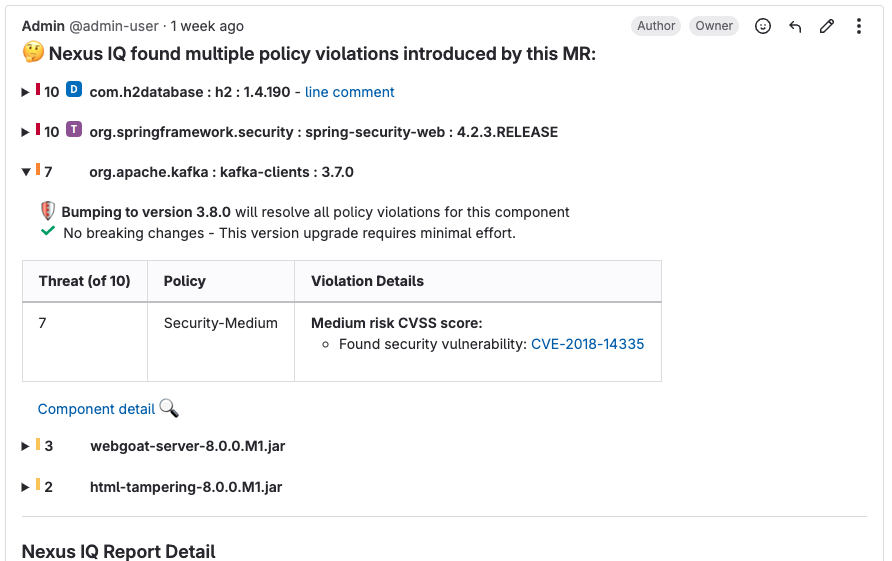 Admin @admin-user · 1 week ago Author Owner
Nexus IQ found multiple policy violations introduced by this MR:
10 D com.h2database : h2 : 1.4.190 - line comment
10 T org.springframework.security : spring-security-web : 4.2.3.RELEASE
7 org.apache.kafka : kafka-clients : 3.7.0
Bumping to version 3.8.0 will resolve all policy violations for this component
No breaking changes - This version upgrade requires minimal effort.
Threat (of 10) Policy Violation Details
7 Security-Medium Medium risk CVSS score:
Found security vulnerability: CVE-2018-14335
Component detail
3 webgoat-server-8.0.0.M1.jar
2 html-tampering-8.0.0.M1.jar
Nexus IQ Report Detail